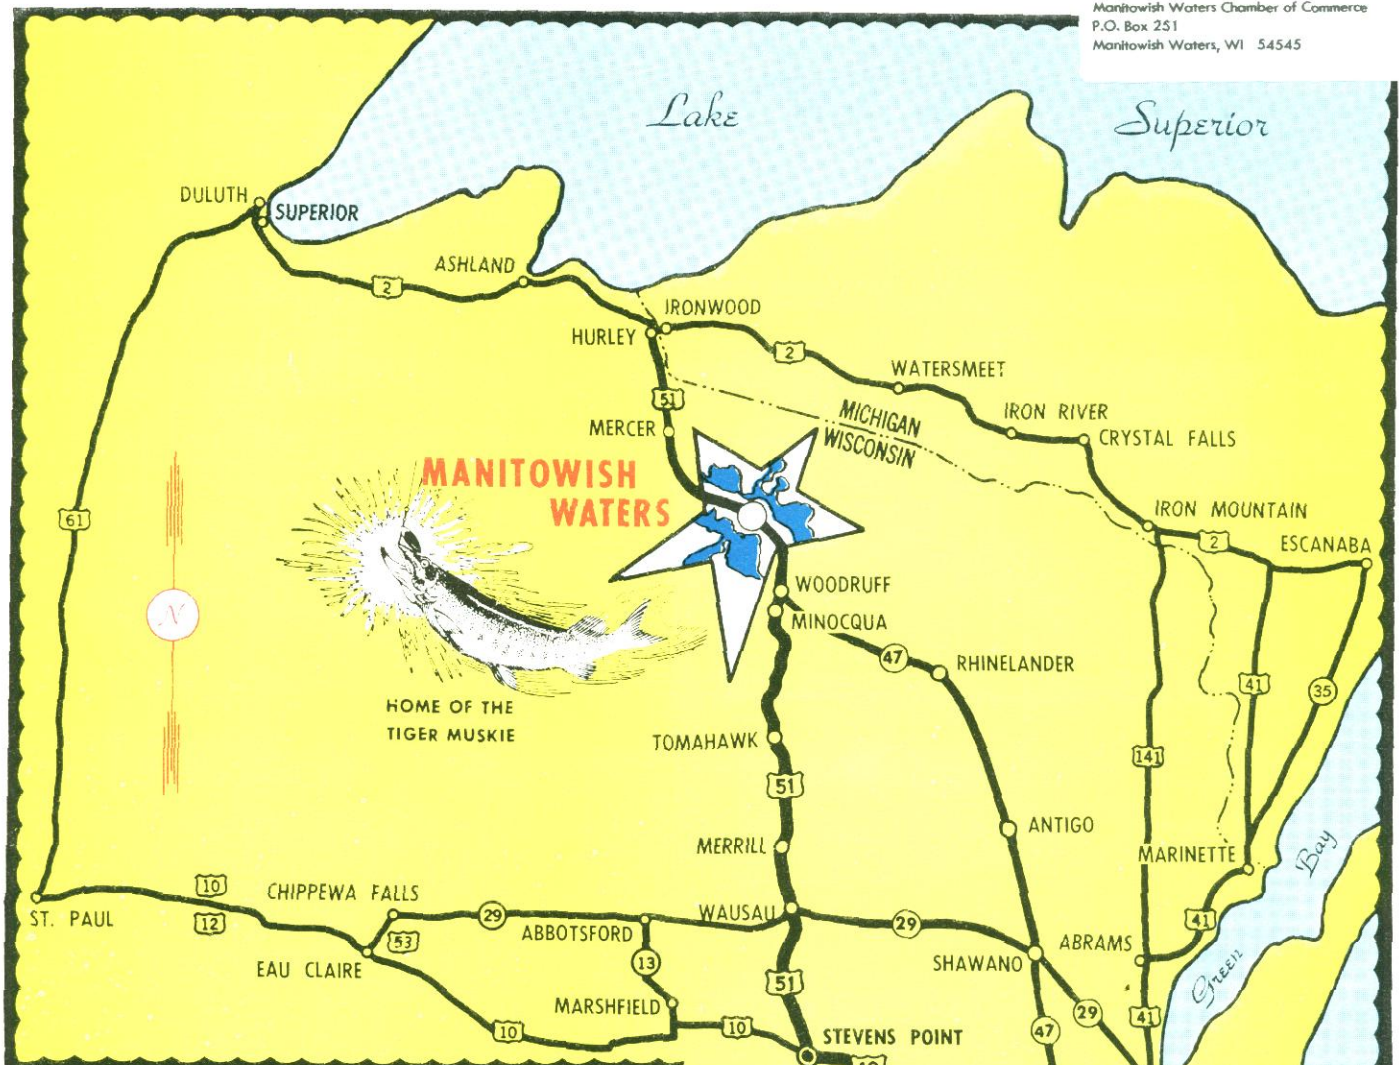 Manitowish Waters Chamber of Commerce
P.O. Box 251
Manitowish Waters, WI 54545
Lake Superior
DULUTH
SUPERIOR
ASHLAND
2
IRONWOOD
HURLEY
2
WATERSMEET
51
MICHIGAN
WISCONSIN
IRON RIVER
CRYSTAL FALLS
MERCER
MANITOWISH
WATERS
IRON MOUNTAIN
2
ESCANABA
61
N
WOODRUFF
MINOCQUA
47
RHINELANDER
41
35
HOME OF THE
TIGER MUSKIE
TOMAHAWK
51
141
ANTIGO
MERRILL
MARINETTE
Green Bay
10
12
ST. PAUL
CHIPPEWA FALLS
53
EAU CLAIRE
29
ABBOTSFORD
WAUSAU
29
41
ABRAMS
SHAWANO
13
51
MARSHFIELD
10
10
STEVENS POINT
47
29
41